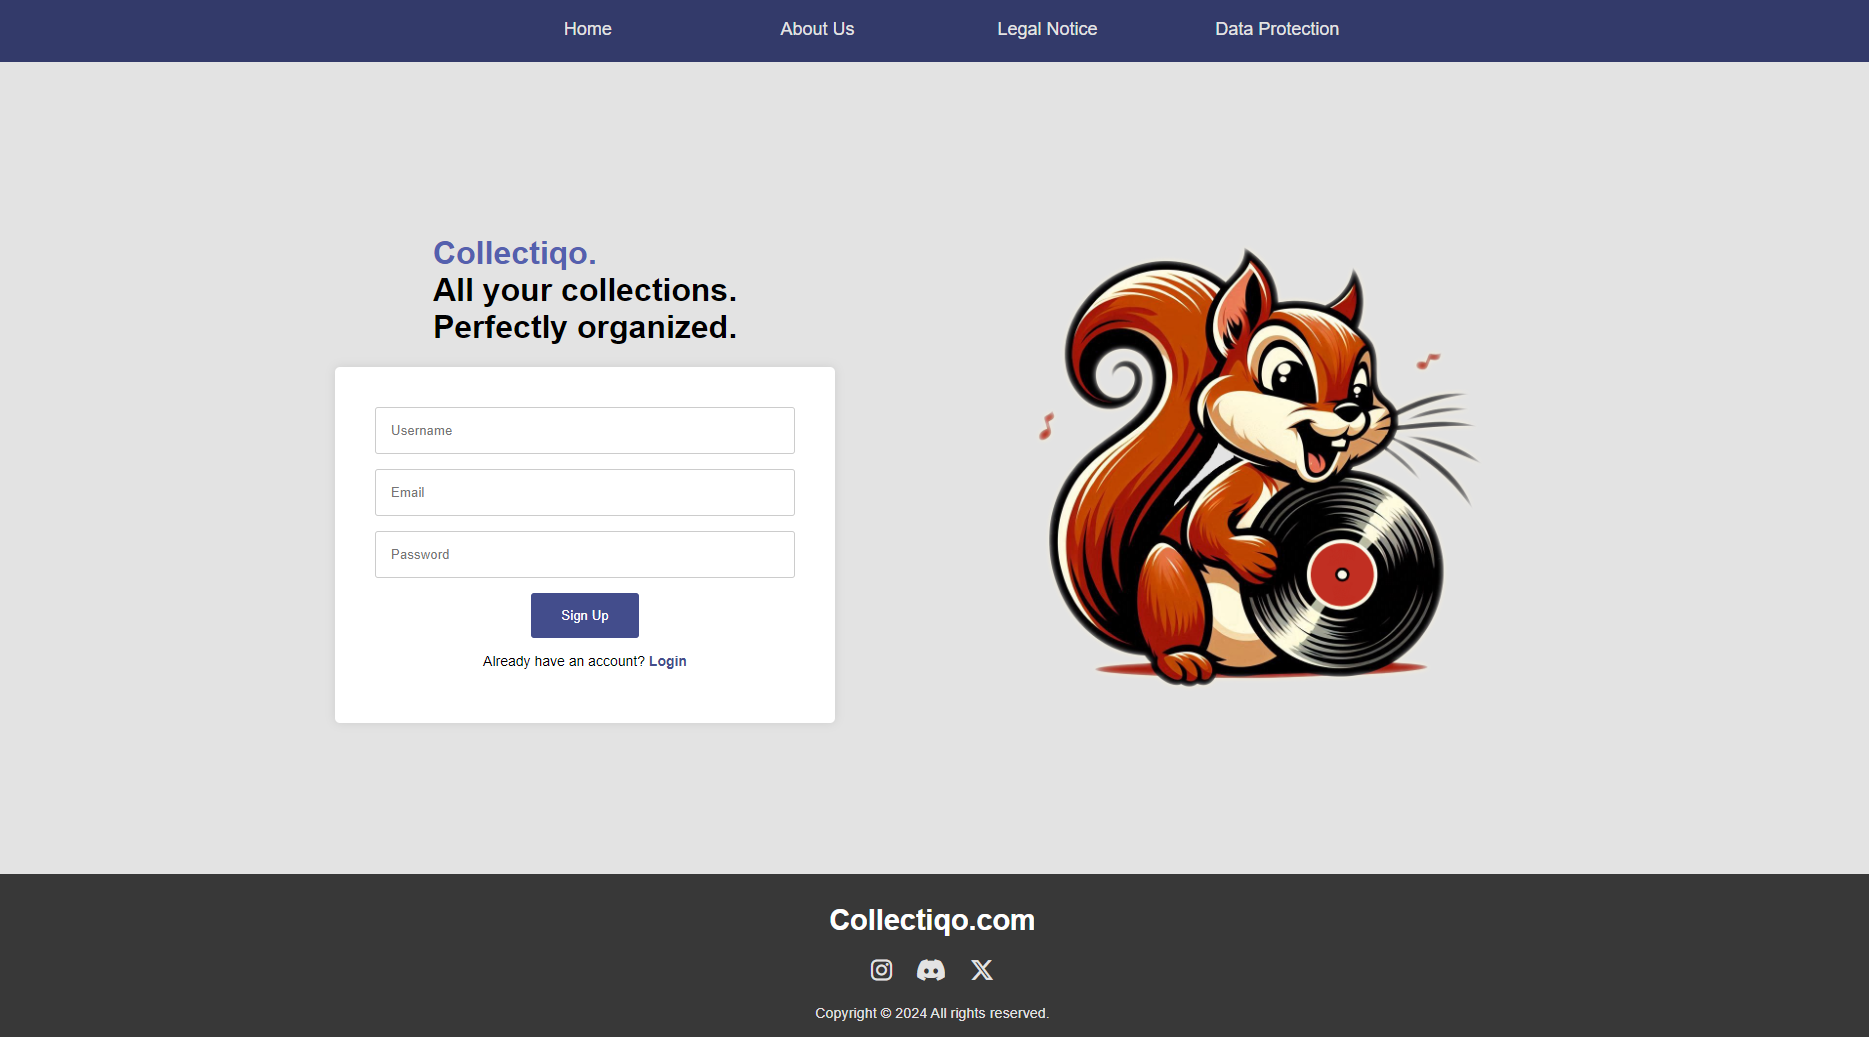 Home About Us Legal Notice Data Protection
Collectiqo.
All your collections.
Perfectly organized.
Username
Email
Password
Sign Up
Already have an account? Login
Collectiqo.com
Copyright © 2024 All rights reserved.